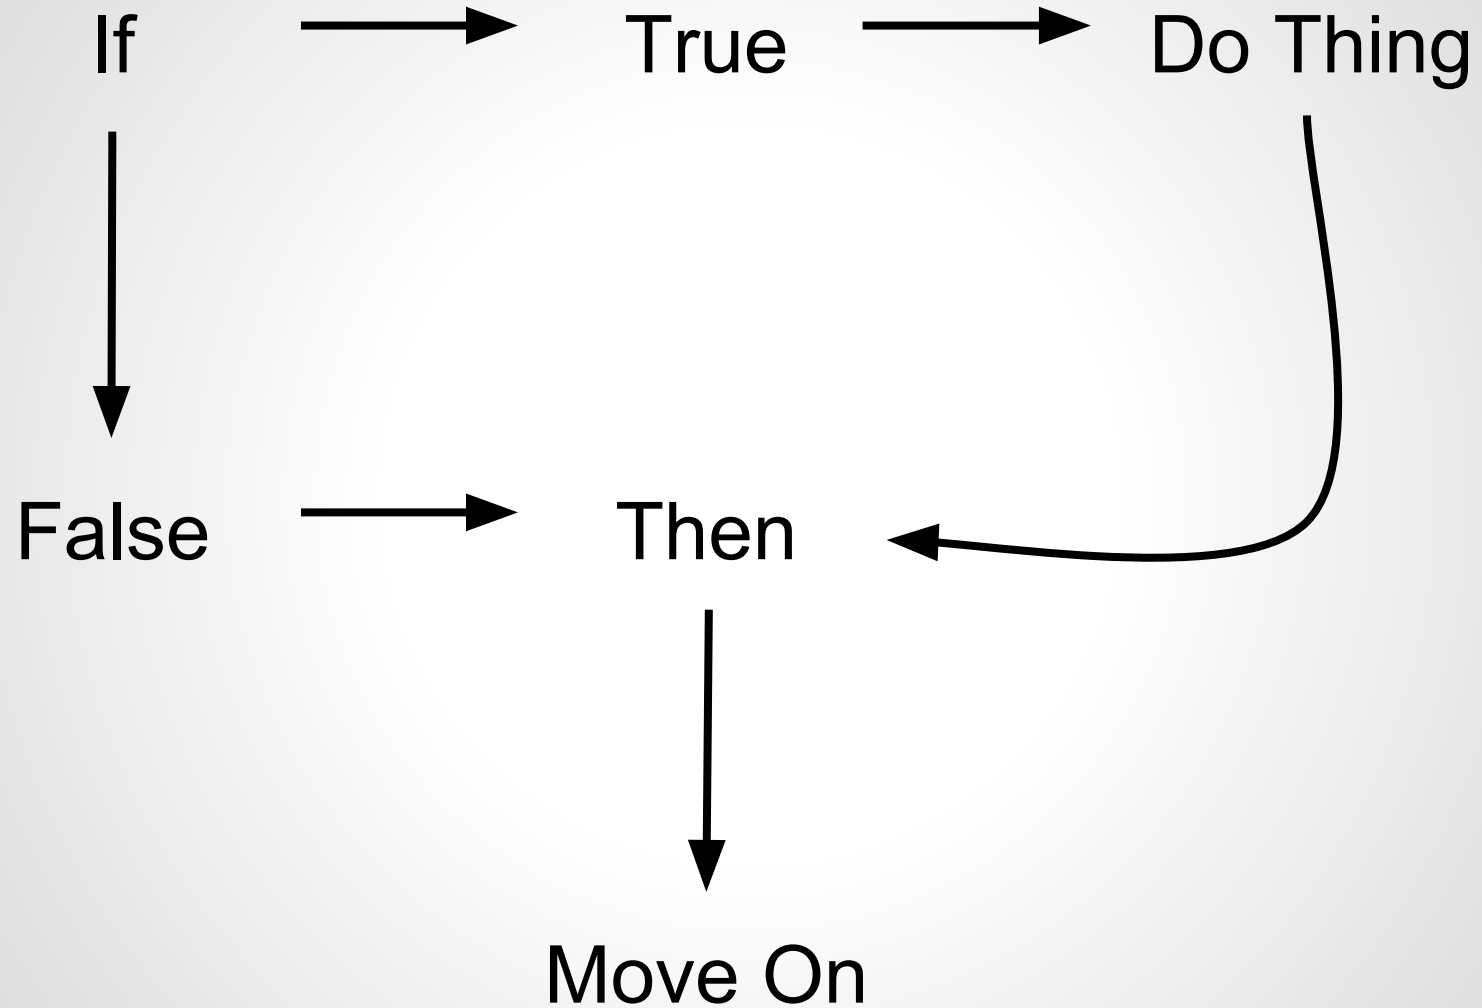 If
True
Do Thing
False
Then
Move On